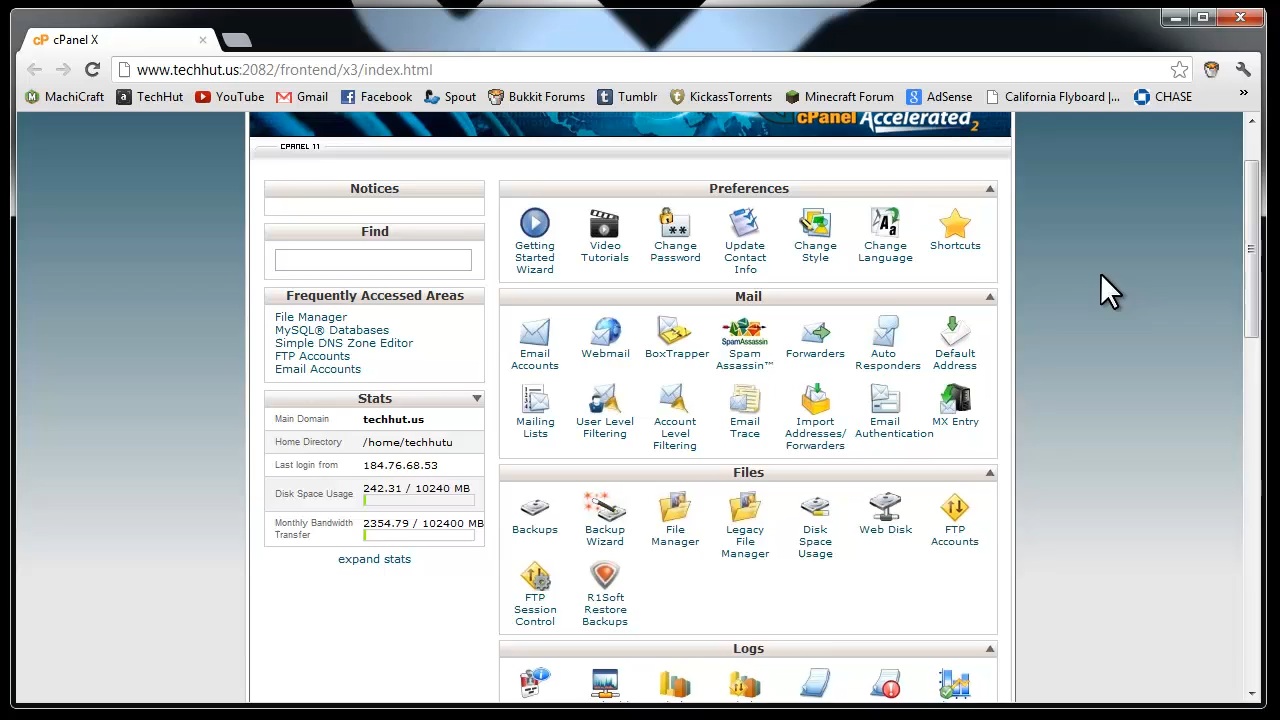 cP cPanel X
www.techhut.us:2082/frontend/x3/index.html
MachiCraft
a TechHut
YouTube
Gmail
Facebook
Spout
Bukkit Forums
t Tumblr
KickassTorrents
Minecraft Forum
8 AdSense
California Flyboard |...
CHASE
»
cPanel Accelerated2
CPANEL 11
Notices
Find
Frequently Accessed Areas
File Manager
MySQL® Databases
Simple DNS Zone Editor
FTP Accounts
Email Accounts
Stats
Main Domain techhut.us
Home Directory /home/techhutu
Last login from 184.76.68.53
Disk Space Usage 242.31 / 10240 MB
Monthly Bandwidth
Transfer
2354.79 / 102400 MB
expand stats
Preferences
Getting
Started
Wizard
Video
Tutorials
**
Change
Password
Update
Contact
Info
Change
Style
Aa
Change
Language
Shortcuts
Mail
Email
Accounts
Webmail
BoxTrapper
SpamAssassin
Spam
Assassin™
Forwarders
Auto
Responders
Default
Address
Mailing
Lists
User Level
Filtering
Account
Level
Filtering
Email
Trace
Import
Addresses/
Forwarders
Email
Authentication
MX Entry
Files
Backups
Backup
Wizard
File
Manager
Legacy
File
Manager
Disk
Space
Usage
Web Disk
FTP
Accounts
FTP
Session
Control
R1Soft
Restore
Backups
Logs